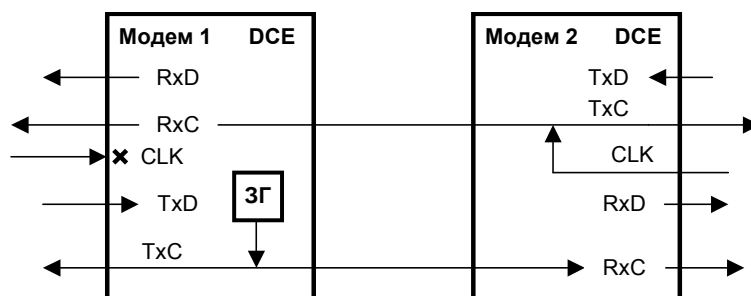 Модем 1 DCE
RxD
RxC
CLK
TxD
ЗГ
TxC
Модем 2 DCE
TxD
TxC
CLK
RxD
RxC